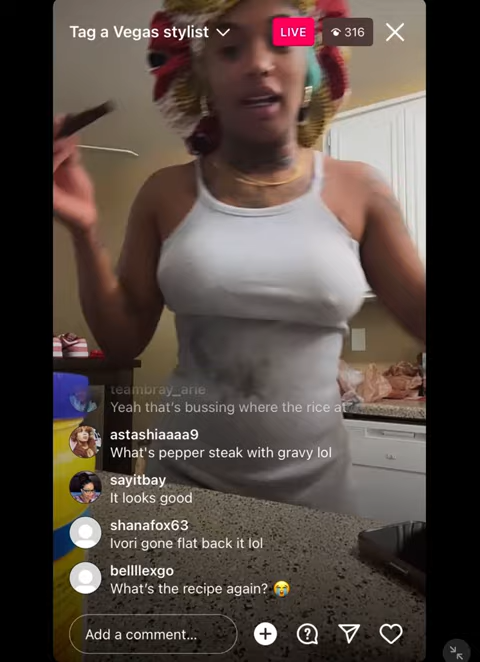 Tag a Vegas stylist
LIVE
316
teambray_arie
Yeah that's bussing where the rice at
astashiaaaa9
What's pepper steak with gravy lol
sayitbay
It looks good
shanafox63
Ivori gone flat back it lol
bellllexgo
What's the recipe again? 😭
Add a comment...